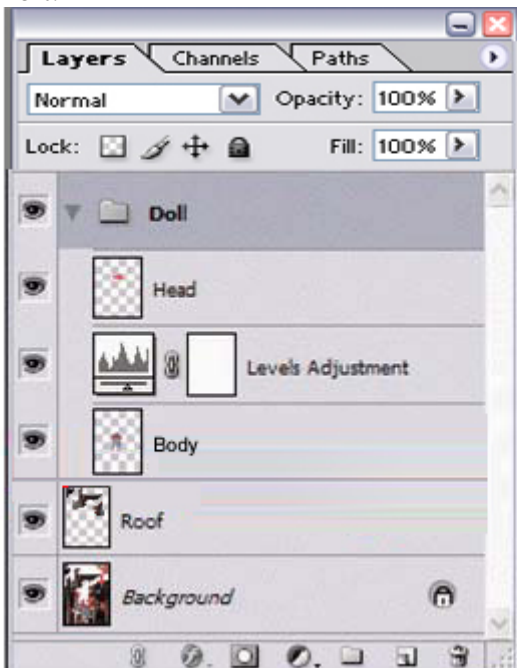 Layers Channels Paths
Normal Opacity: 100%
Lock: Fill: 100%
Doll
Head
Levels Adjustment
Body
Roof
Background